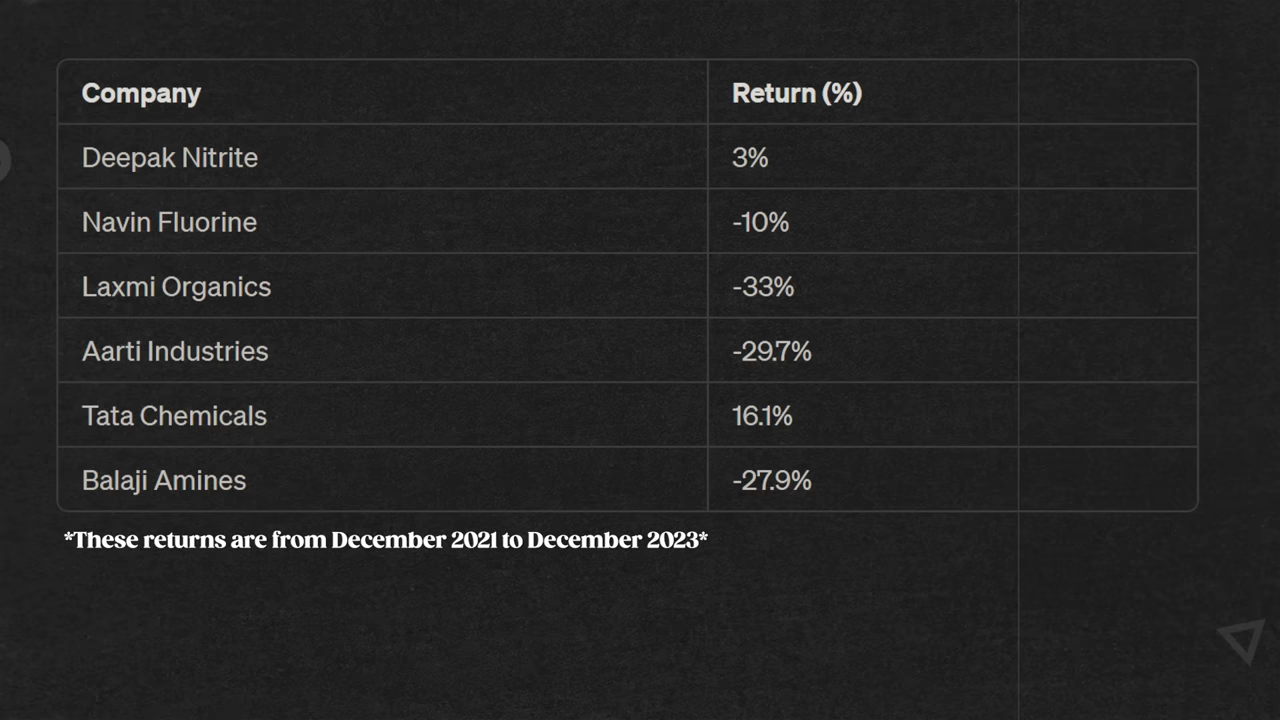 Company Return (%)
Deepak Nitrite 3%
Navin Fluorine -10%
Laxmi Organics -33%
Aarti Industries -29.7%
Tata Chemicals 16.1%
Balaji Amines -27.9%
*These returns are from December 2021 to December 2023*